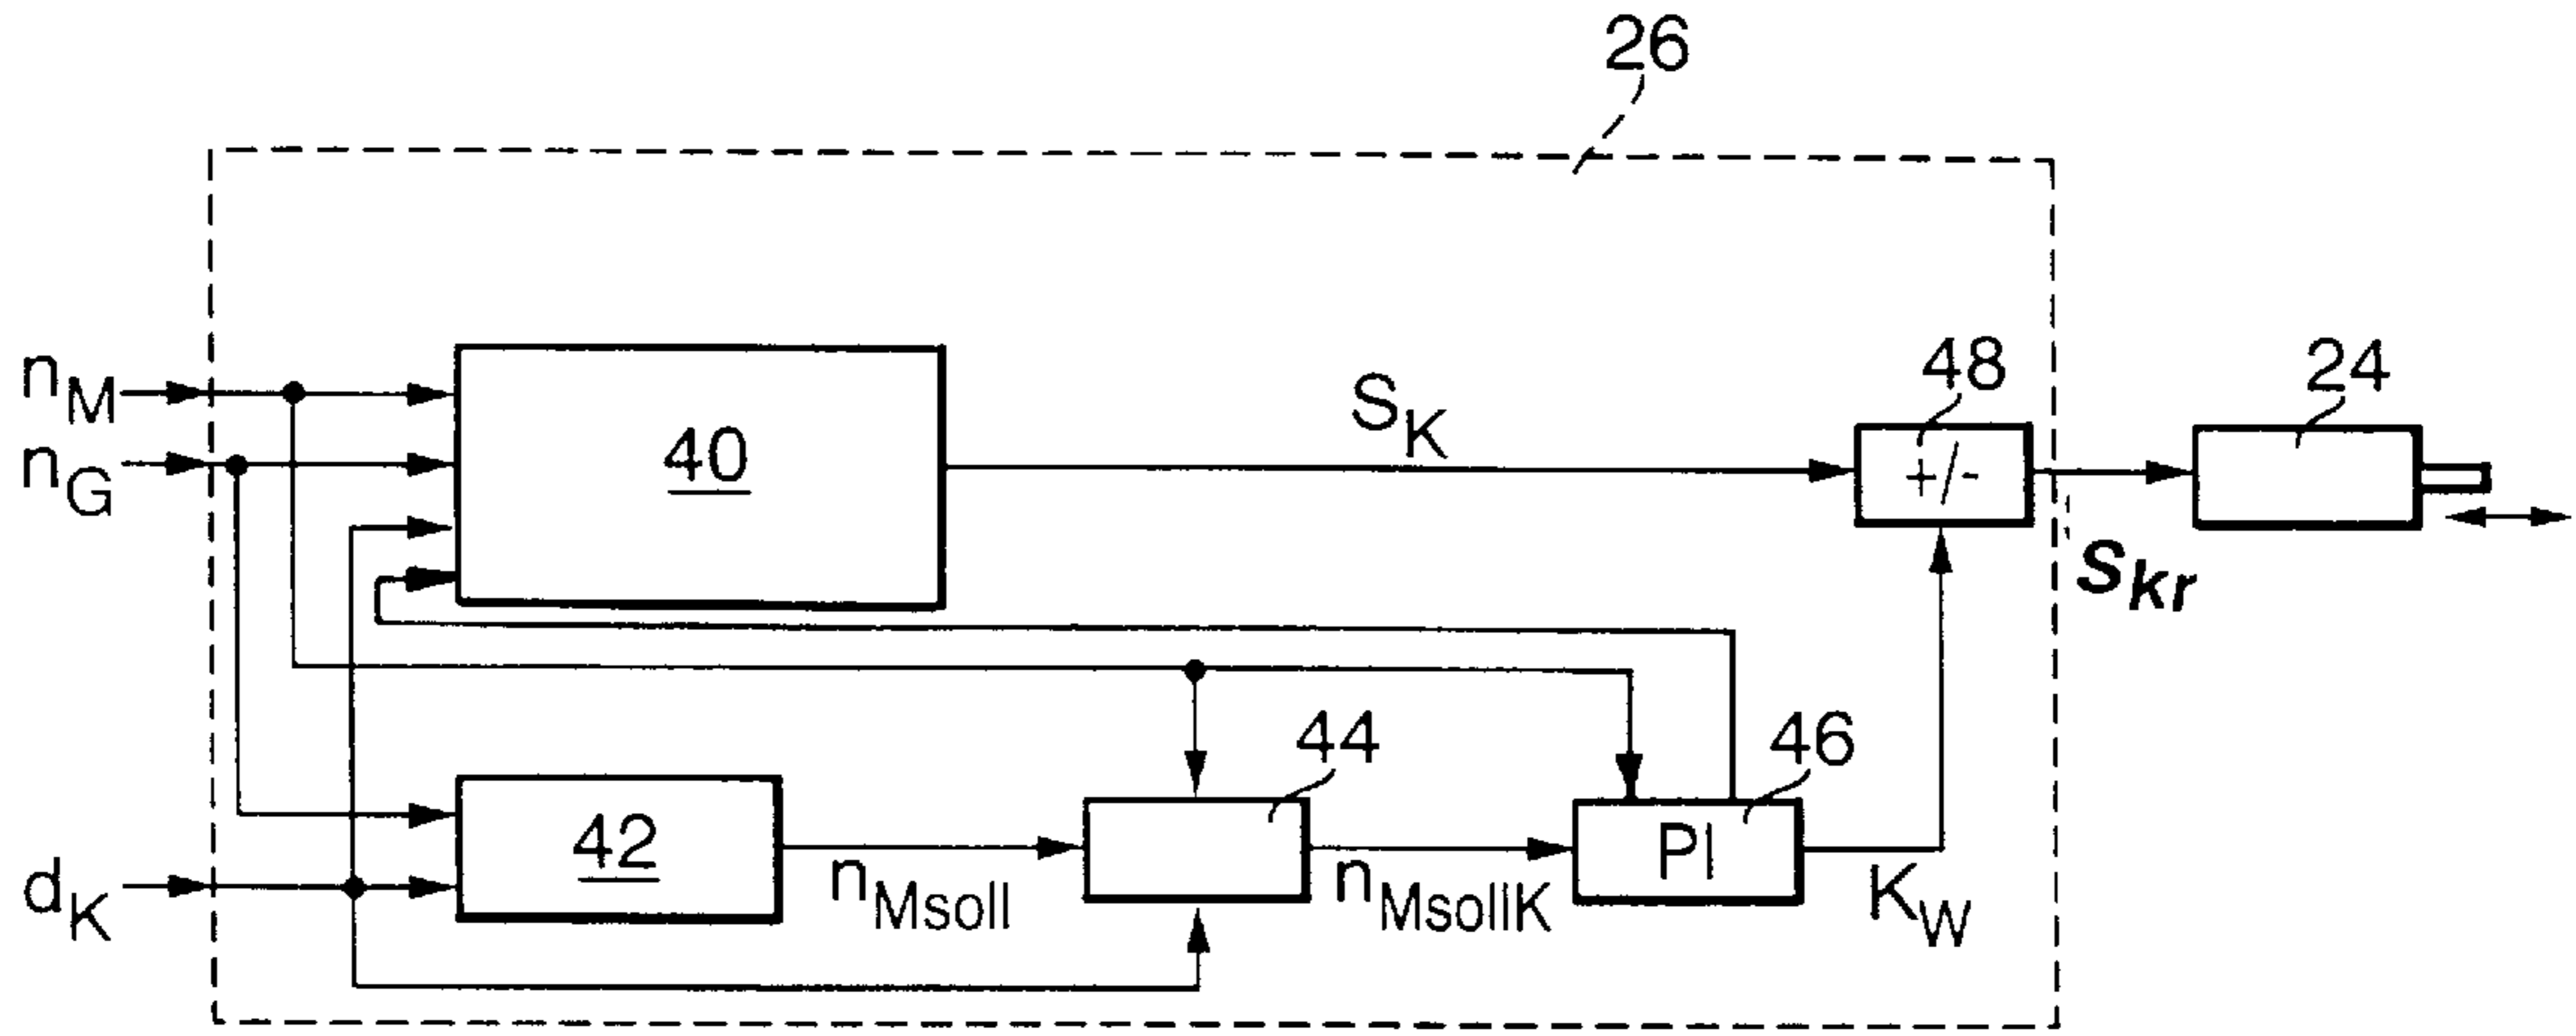 26
n_M
n_G
40
S_K
48
+/-
24
S_kr
42
n_Msoll
44
n_MsollK
46
PI
K_W
d_K